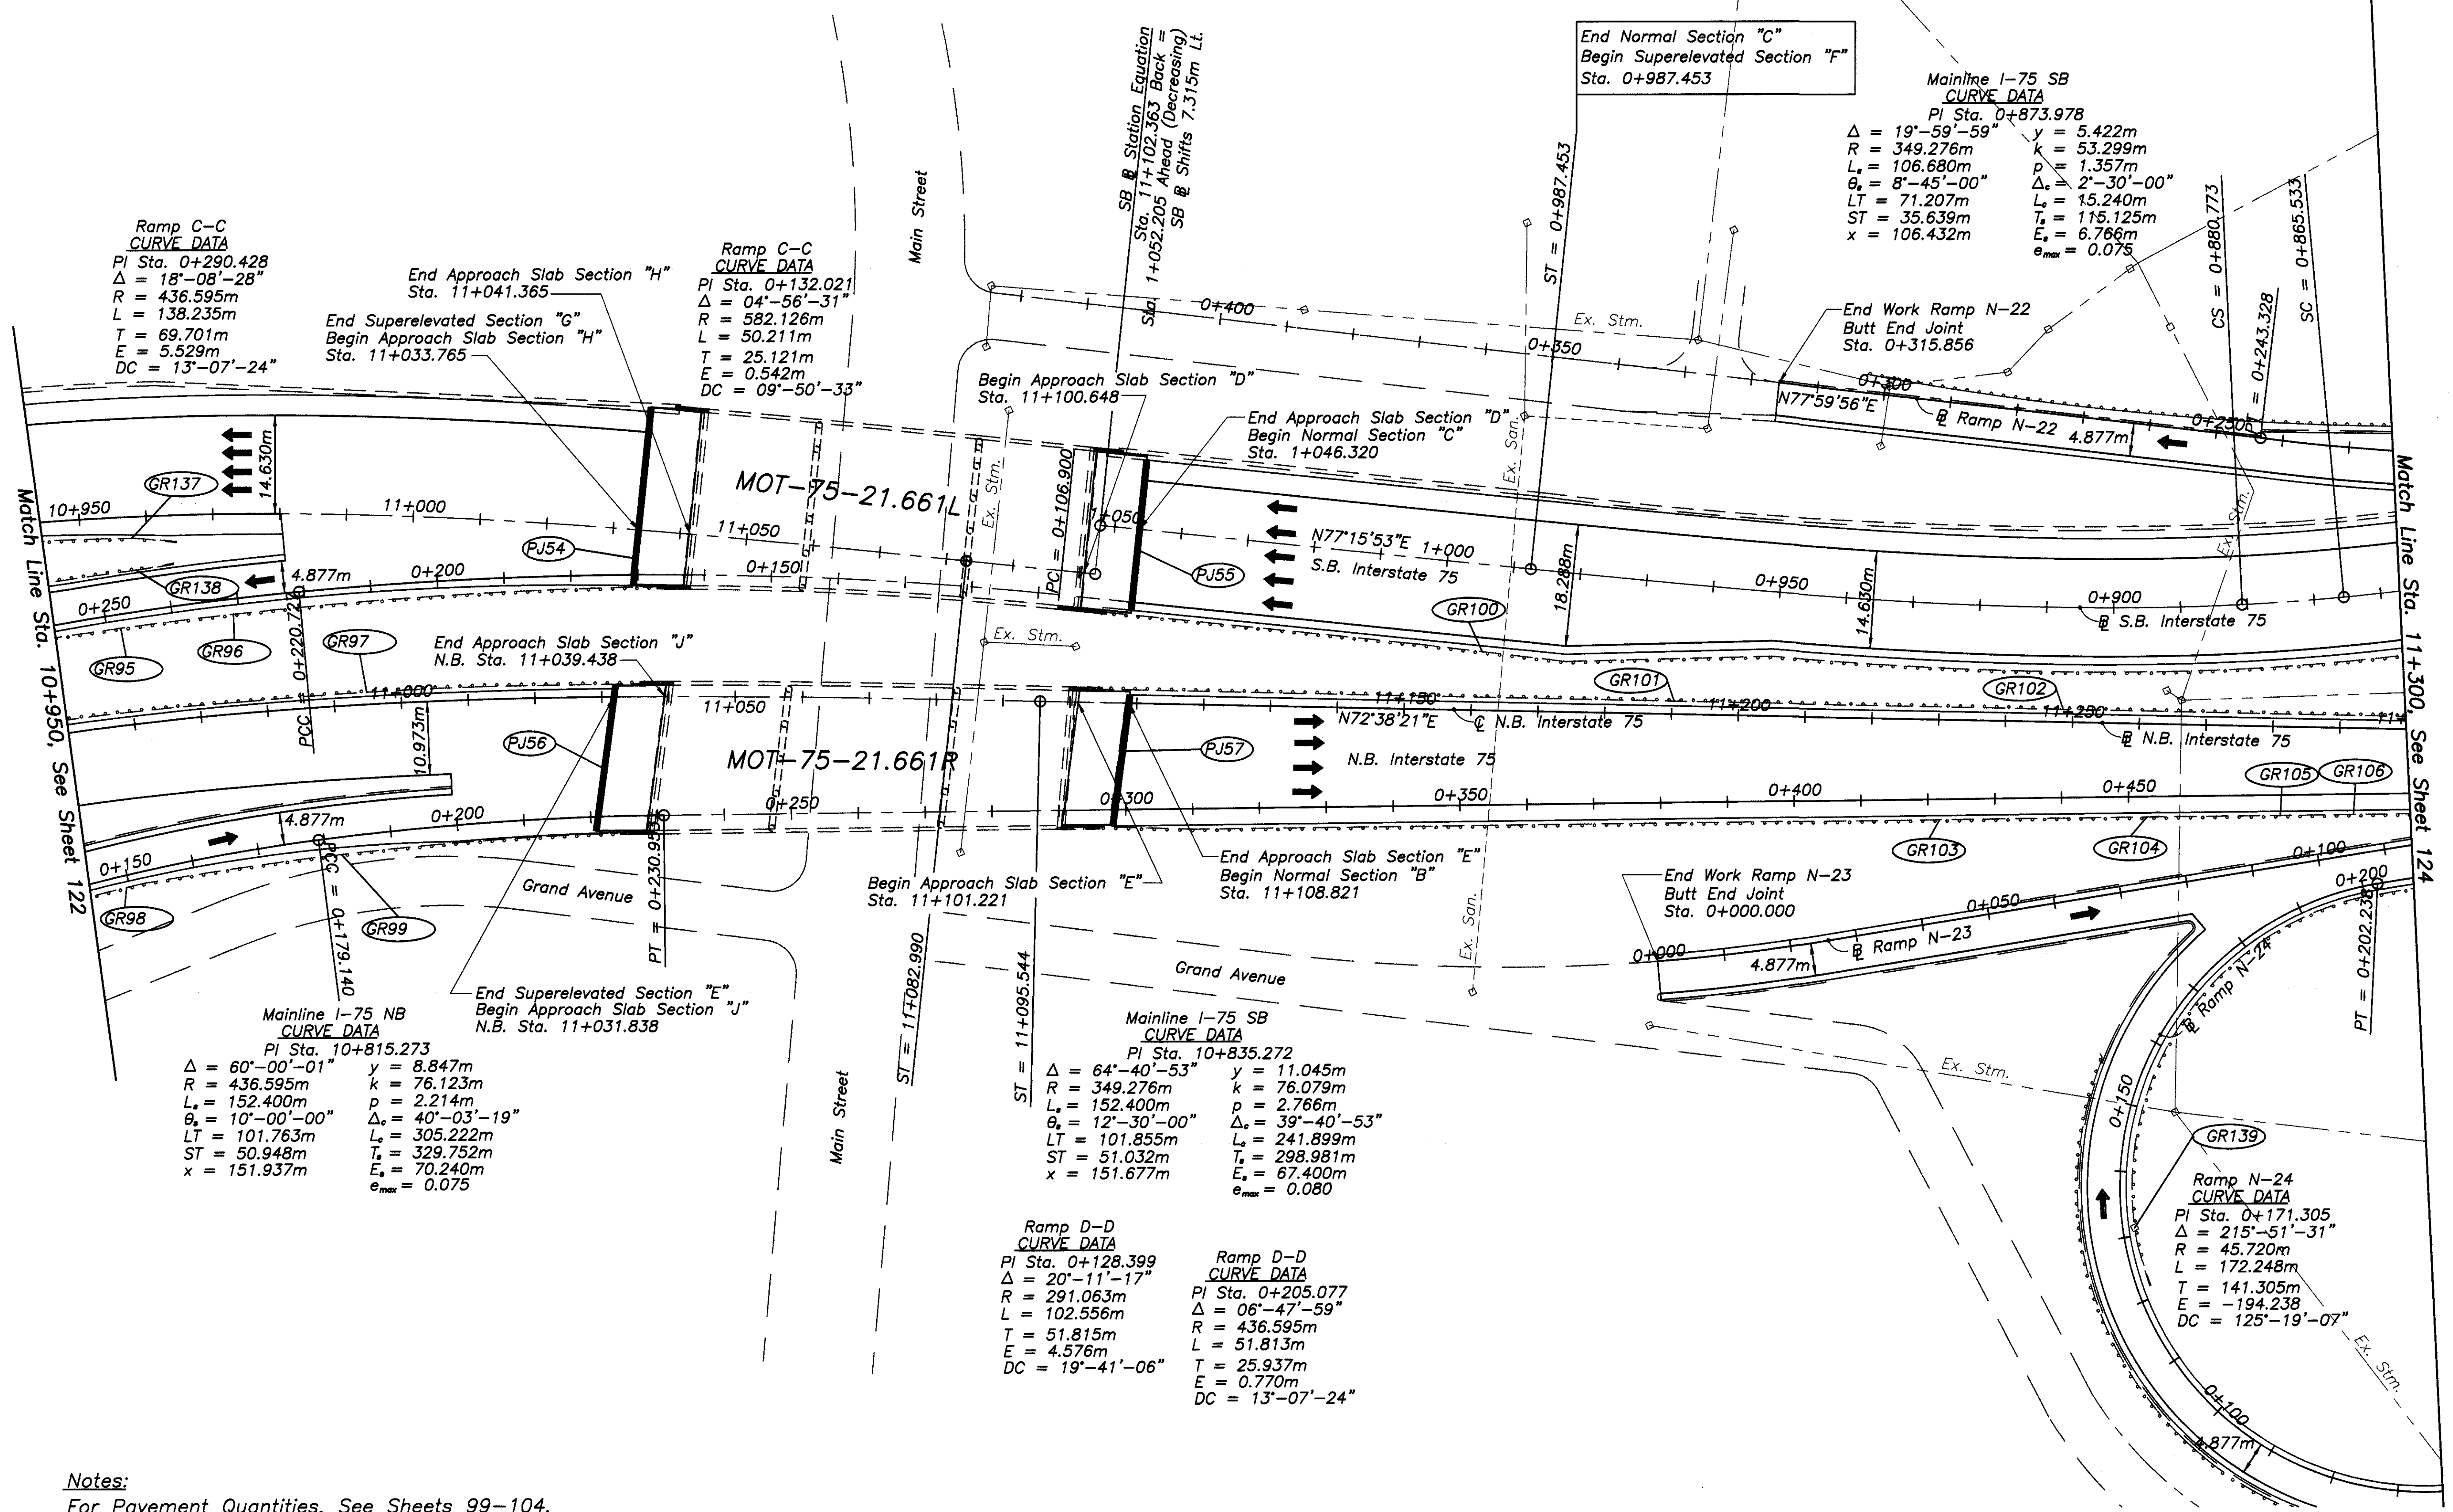 End Normal Section "C"
Begin Superelevated Section "F"
Sta. 0+987.453
SB ℄ Station Equation
Sta. 11+102.363 Back =
Sta. 1+052.205 Ahead (Decreasing)
SB ℄ Shifts 7.315m Lt.
Mainline I-75 SB
CURVE DATA
PI Sta. 0+873.978
Δ = 19°-59'-59"
R = 349.276m
Ls = 106.680m
θs = 8°-45'-00"
LT = 71.207m
ST = 35.639m
x = 106.432m
y = 5.422m
k = 53.299m
p = 1.357m
Δc = 2°-30'-00"
Lc = 15.240m
Ts = 115.125m
Es = 6.766m
emax = 0.075
Ramp C-C
CURVE DATA
PI Sta. 0+290.428
Δ = 18°-08'-28"
R = 436.595m
L = 138.235m
T = 69.701m
E = 5.529m
DC = 13°-07'-24"
End Approach Slab Section "H"
Sta. 11+041.365
End Superelevated Section "G"
Begin Approach Slab Section "H"
Sta. 11+033.765
Ramp C-C
CURVE DATA
PI Sta. 0+132.021
Δ = 04°-56'-31"
R = 582.126m
L = 50.211m
T = 25.121m
E = 0.542m
DC = 09°-50'-33"
Main Street
ST = 0+987.453
CS = 0+880.773
SC = 0+865.533
PT = 0+243.328
End Work Ramp N-22
Butt End Joint
Sta. 0+315.856
Begin Approach Slab Section "D"
Sta. 11+100.648
End Approach Slab Section "D"
Begin Normal Section "C"
Sta. 1+046.320
0+400
0+350
0+300
0+250
Ex. Stm.
N77°59'56"E
℄ Ramp N-22
4.877m
Match Line Sta. 10+950, See Sheet 122
Match Line Sta. 11+300, See Sheet 124
GR137
14.630m
10+950
11+000
11+050
MOT-75-21.661L
Ex. Stm.
PC = 0+106.900
1+050
N77°15'53"E
1+000
S.B. Interstate 75
Ex. San.
18.288m
0+950
14.630m
0+900
℄ S.B. Interstate 75
Ex. Stm.
PJ54
PJ55
GR138
4.877m
0+250
0+200
0+150
PCC = 0+220.727
GR95
GR96
GR97
GR100
GR101
GR102
Ex. Stm.
End Approach Slab Section "J"
N.B. Sta. 11+039.438
11+000
11+050
11+150
11+200
11+250
11+
10.973m
PJ56
MOT-75-21.661R
PJ57
N72°38'21"E
℄ N.B. Interstate 75
N.B. Interstate 75
℄ N.B. Interstate 75
GR105
GR106
0+150
0+200
0+250
0+300
0+350
0+400
0+450
4.877m
GR98
GR99
PCC = 0+179.140
Grand Avenue
GR103
GR104
Begin Approach Slab Section "E"
Sta. 11+101.221
End Approach Slab Section "E"
Begin Normal Section "B"
Sta. 11+108.821
End Work Ramp N-23
Butt End Joint
Sta. 0+000.000
Ex. San.
0+000
0+050
0+100
℄ Ramp N-23
4.877m
0+200
PT = 0+202.238
℄ Ramp N-24
Grand Avenue
ST = 11+082.990
ST = 11+095.544
End Superelevated Section "E"
Begin Approach Slab Section "J"
N.B. Sta. 11+031.838
Mainline I-75 NB
CURVE DATA
PI Sta. 10+815.273
Δ = 60°-00'-01"
R = 436.595m
Ls = 152.400m
θs = 10°-00'-00"
LT = 101.763m
ST = 50.948m
x = 151.937m
y = 8.847m
k = 76.123m
p = 2.214m
Δc = 40°-03'-19"
Lc = 305.222m
Ts = 329.752m
Es = 70.240m
emax = 0.075
Main Street
Mainline I-75 SB
CURVE DATA
PI Sta. 10+835.272
Δ = 64°-40'-53"
R = 349.276m
Ls = 152.400m
θs = 12°-30'-00"
LT = 101.855m
ST = 51.032m
x = 151.677m
y = 11.045m
k = 76.079m
p = 2.766m
Δc = 39°-40'-53"
Lc = 241.899m
Ts = 298.981m
Es = 67.400m
emax = 0.080
Ex. Stm.
0+150
GR139
Ramp N-24
CURVE DATA
PI Sta. 0+171.305
Δ = 215°-51'-31"
R = 45.720m
L = 172.248m
T = 141.305m
E = -194.238
DC = 125°-19'-07"
Ex. Stm.
0+100
4.877m
Ramp D-D
CURVE DATA
PI Sta. 0+128.399
Δ = 20°-11'-17"
R = 291.063m
L = 102.556m
T = 51.815m
E = 4.576m
DC = 19°-41'-06"
Ramp D-D
CURVE DATA
PI Sta. 0+205.077
Δ = 06°-47'-59"
R = 436.595m
L = 51.813m
T = 25.937m
E = 0.770m
DC = 13°-07'-24"
Notes:
For Pavement Quantities, See Sheets 99-104.